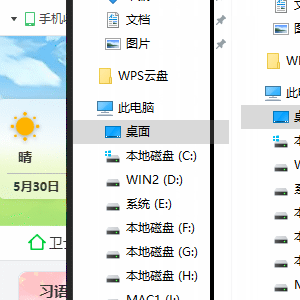 手机
晴
5月30日
卫
习语
文档
图片
WPS云盘
此电脑
桌面
本地磁盘 (C:)
WIN2 (D:)
系统 (E:)
本地磁盘 (F:)
本地磁盘 (G:)
本地磁盘 (H:)
文
图
W
此
桌
本
W
系
本
本
本